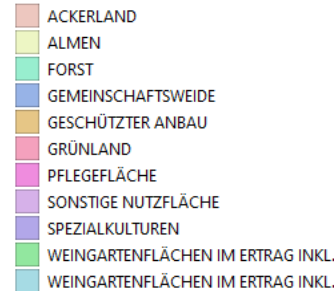 ACKERLAND
ALMEN
FORST
GEMEINSCHAFTSWEIDE
GESCHÜTZTER ANBAU
GRÜNLAND
PFLEGEFLÄCHE
SONSTIGE NUTZFLÄCHE
SPEZIALKULTUREN
WEINGARTENFLÄCHEN IM ERTRAG INKL.
WEINGARTENFLÄCHEN IM ERTRAG INKL.